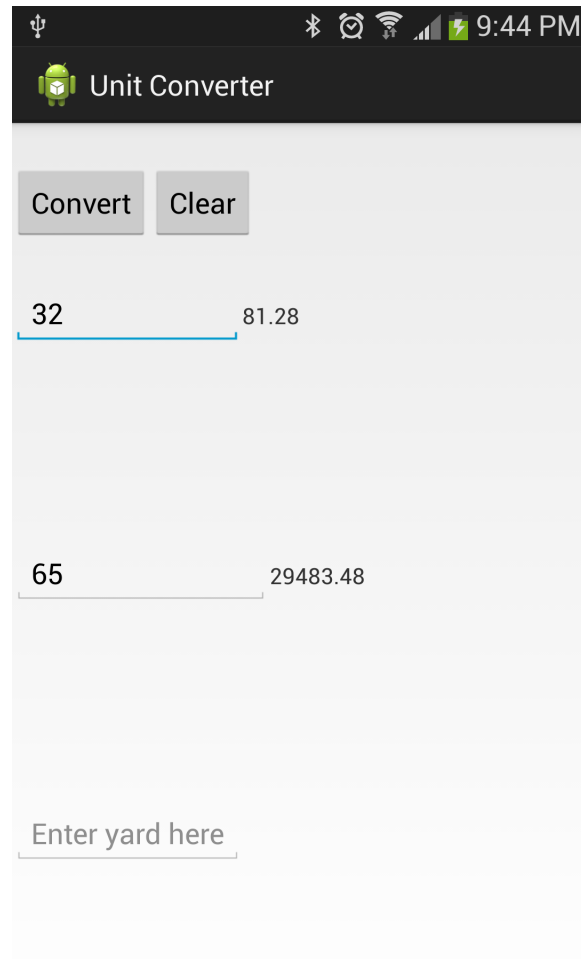 9:44 PM
Unit Converter
Convert Clear
32 81.28
65 29483.48
Enter yard here